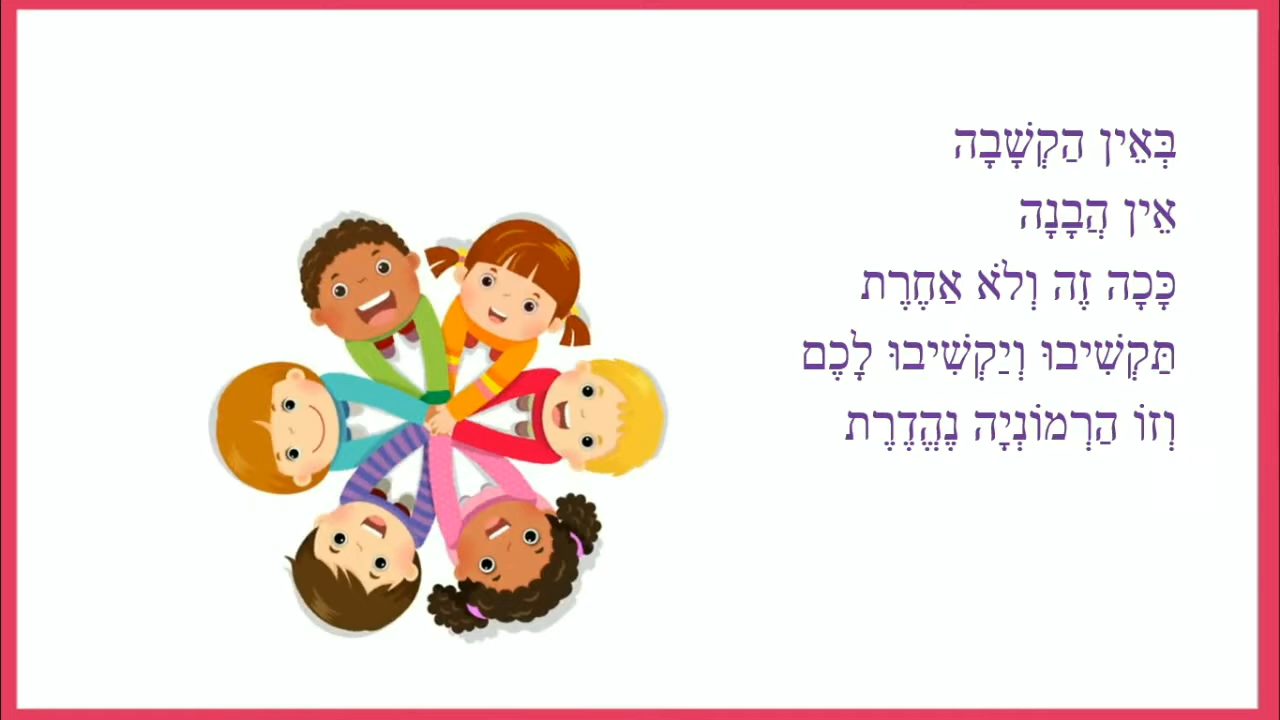 בְּאֵין הַקְשָׁבָה
אֵין הֲבָנָה
כָּכָה זֶה וְלֹא אַחֶרֶת
תַּקְשִׁיבוּ וְיַקְשִׁיבוּ לָכֶם
וְזוֹ הַרְמוֹנְיָה נֶהֱדֶרֶת